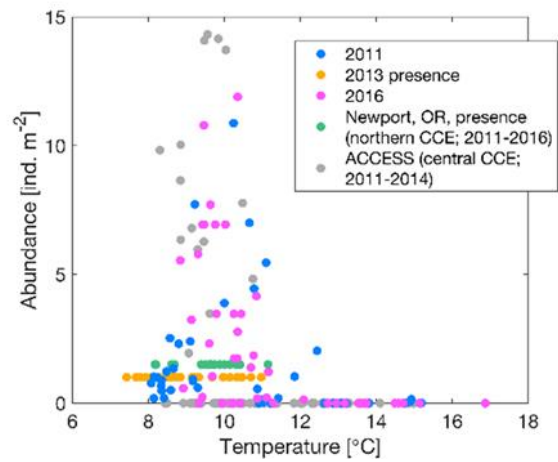 15
10
5
0
Abundance [ind. m-2]
2011
2013 presence
2016
Newport, OR, presence
(northern CCE; 2011-2016)
ACCESS (central CCE;
2011-2014)
6 8 10 12 14 16 18
Temperature [°C]